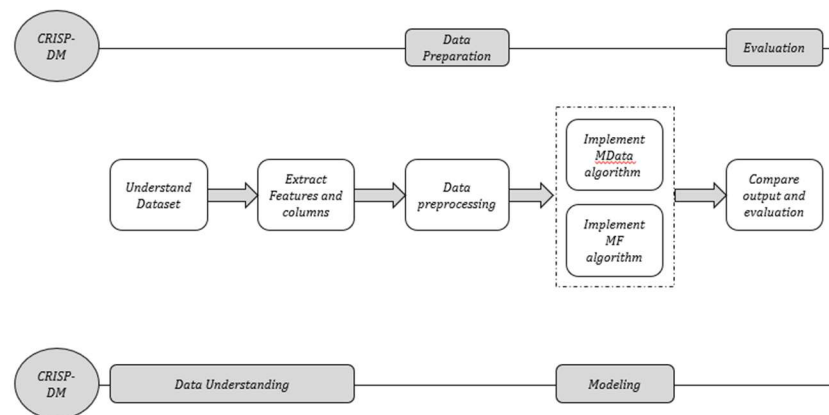 CRISP-
DM
Data
Preparation
Evaluation
Understand
Dataset
Extract
Features and
columns
Data
preprocessing
Implement
MData
algorithm
Implement
MF
algorithm
Compare
output and
evaluation
CRISP-
DM
Data Understanding
Modeling